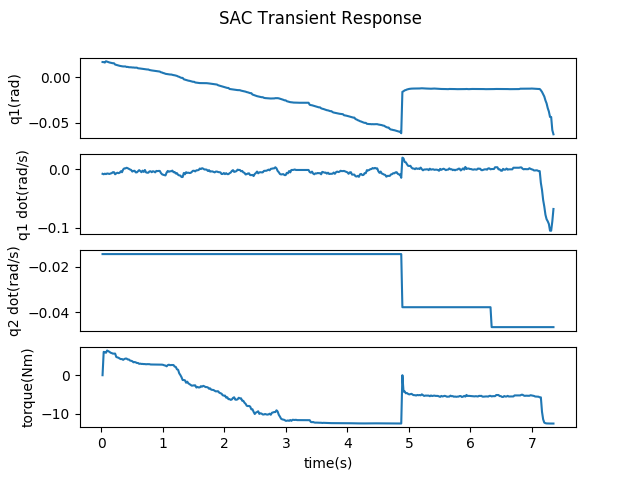 SAC Transient Response
q1(rad)
0.00
−0.05
q1 dot(rad/s)
0.0
−0.1
q2 dot(rad/s)
−0.02
−0.04
torque(Nm)
0
−10
0 1 2 3 4 5 6 7
time(s)